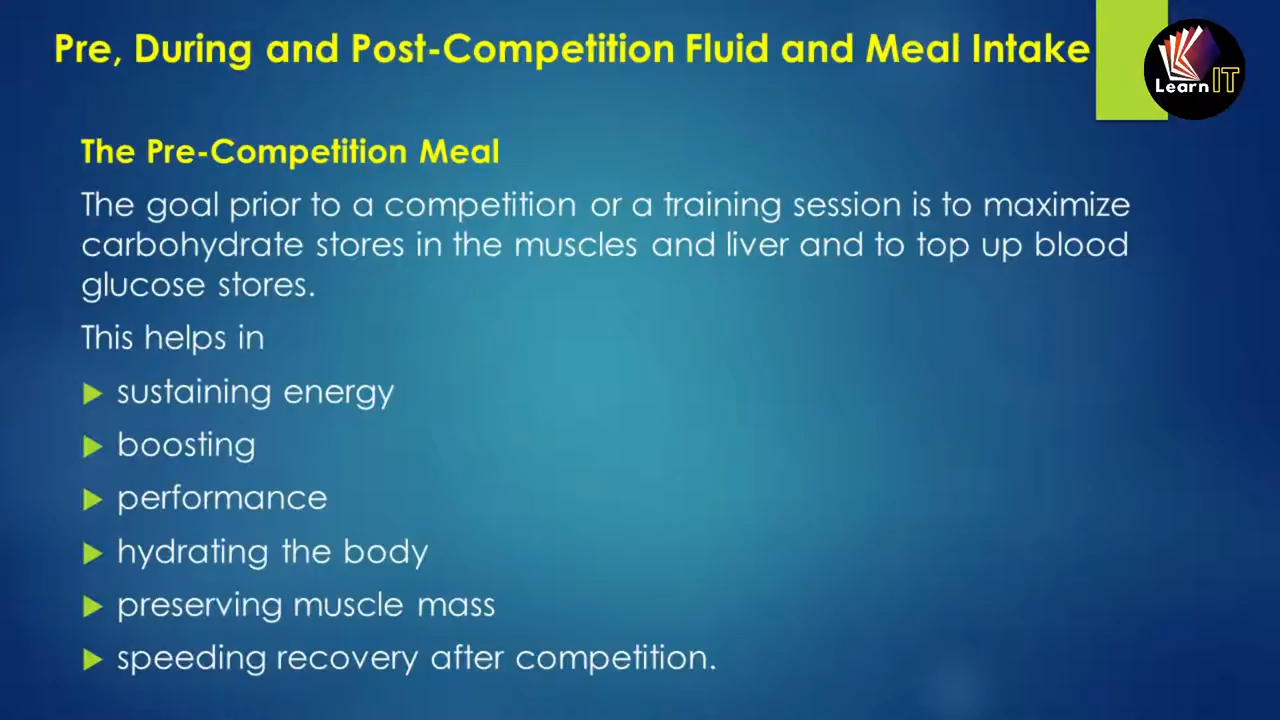 Pre, During and Post-Competition Fluid and Meal Intake
Learn IT
The Pre-Competition Meal
The goal prior to a competition or a training session is to maximize
carbohydrate stores in the muscles and liver and to top up blood
glucose stores.
This helps in
sustaining energy
boosting
performance
hydrating the body
preserving muscle mass
speeding recovery after competition.